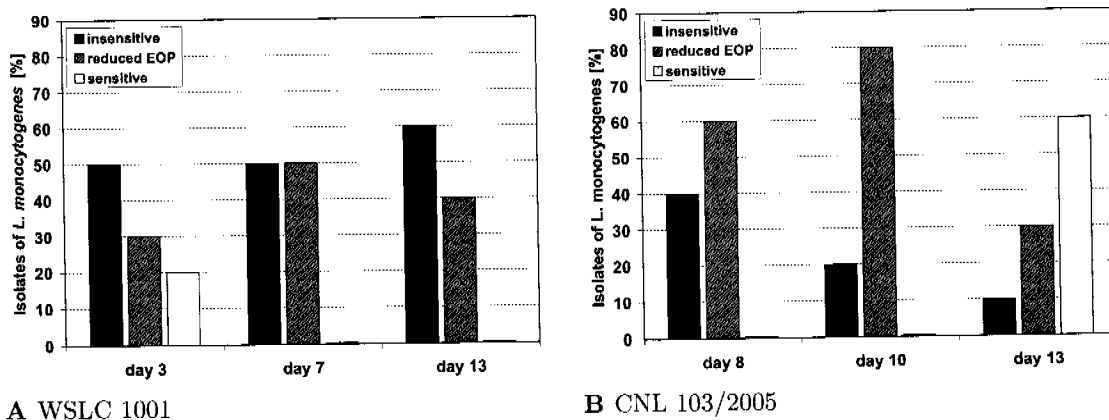 Isolates of L. monocytogenes [%]
90
80
70
60
50
40
30
20
10
0
insensitive
reduced EOP
sensitive
day 3 day 7 day 13
A WSLC 1001
Isolates of L. monocytogenes [%]
90
80
70
60
50
40
30
20
10
0
insensitive
reduced EOP
sensitive
day 8 day 10 day 13
B CNL 103/2005